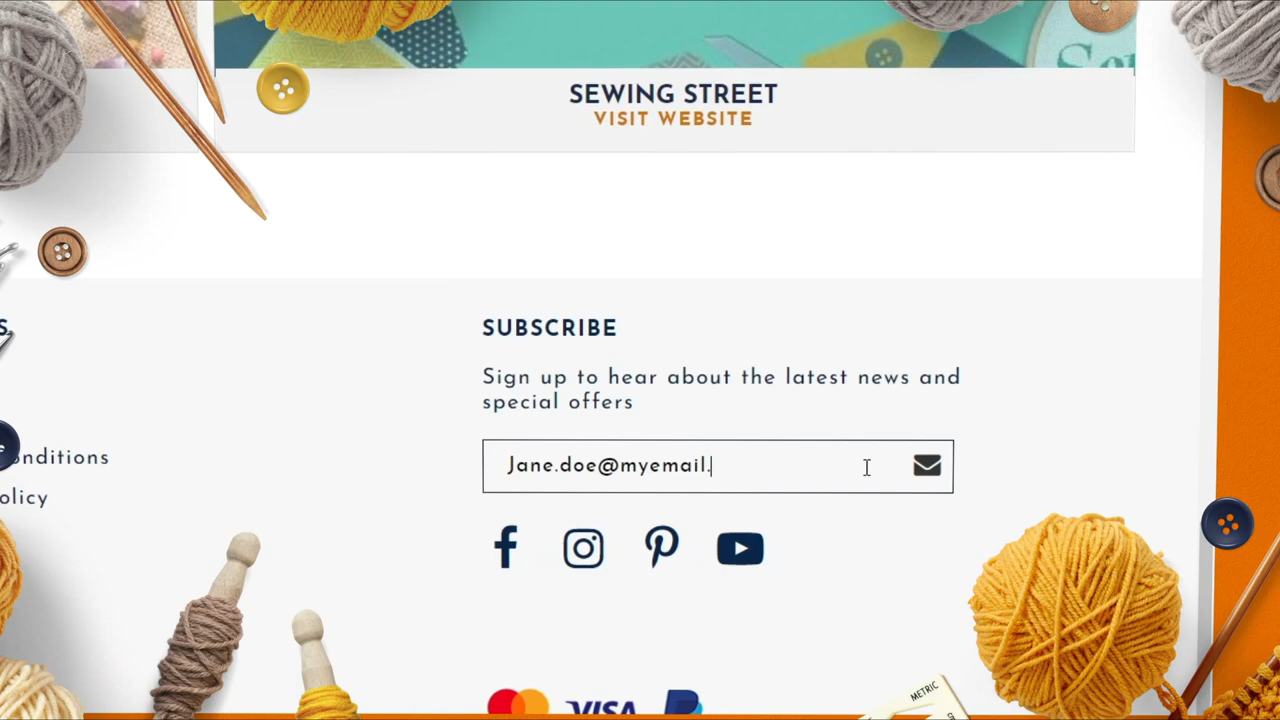 SEWING STREET
VISIT WEBSITE
SUBSCRIBE
Sign up to hear about the latest news and
special offers
onditions
Jane.doe@myemail.
olicy
VISA
METRIC